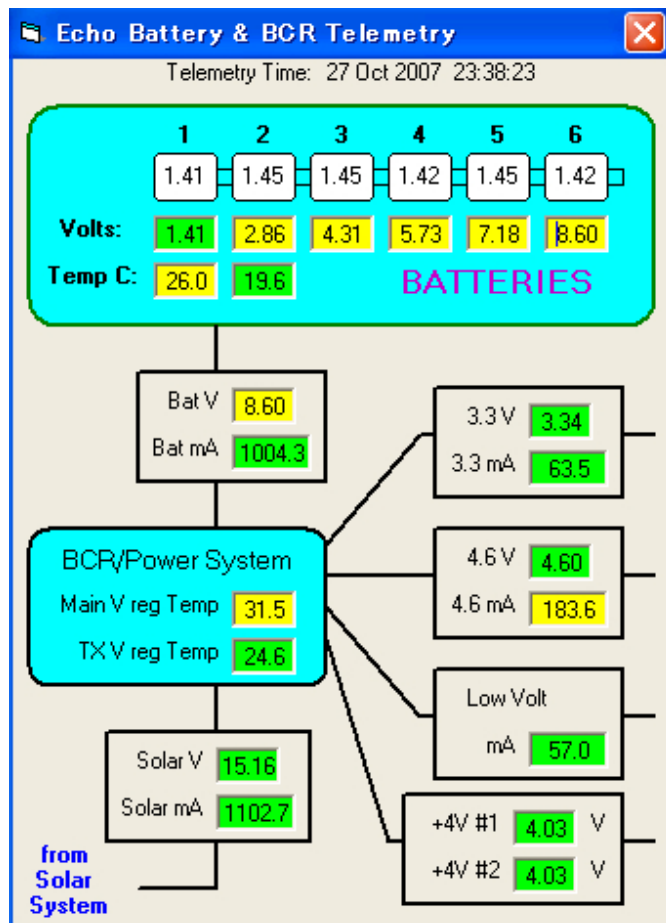 Echo Battery & BCR Telemetry
Telemetry Time: 27 Oct 2007 23:38:23
1 2 3 4 5 6
1.41 1.45 1.45 1.42 1.45 1.42
Volts: 1.41 2.86 4.31 5.73 7.18 8.60
Temp C: 26.0 19.6 BATTERIES
Bat V 8.60
Bat mA 1004.3
3.3 V 3.34
3.3 mA 63.5
BCR/Power System
Main V reg Temp 31.5
TX V reg Temp 24.6
4.6 V 4.60
4.6 mA 183.6
Low Volt
mA 57.0
Solar V 15.16
Solar mA 1102.7
+4V #1 4.03 V
+4V #2 4.03 V
from
Solar
System